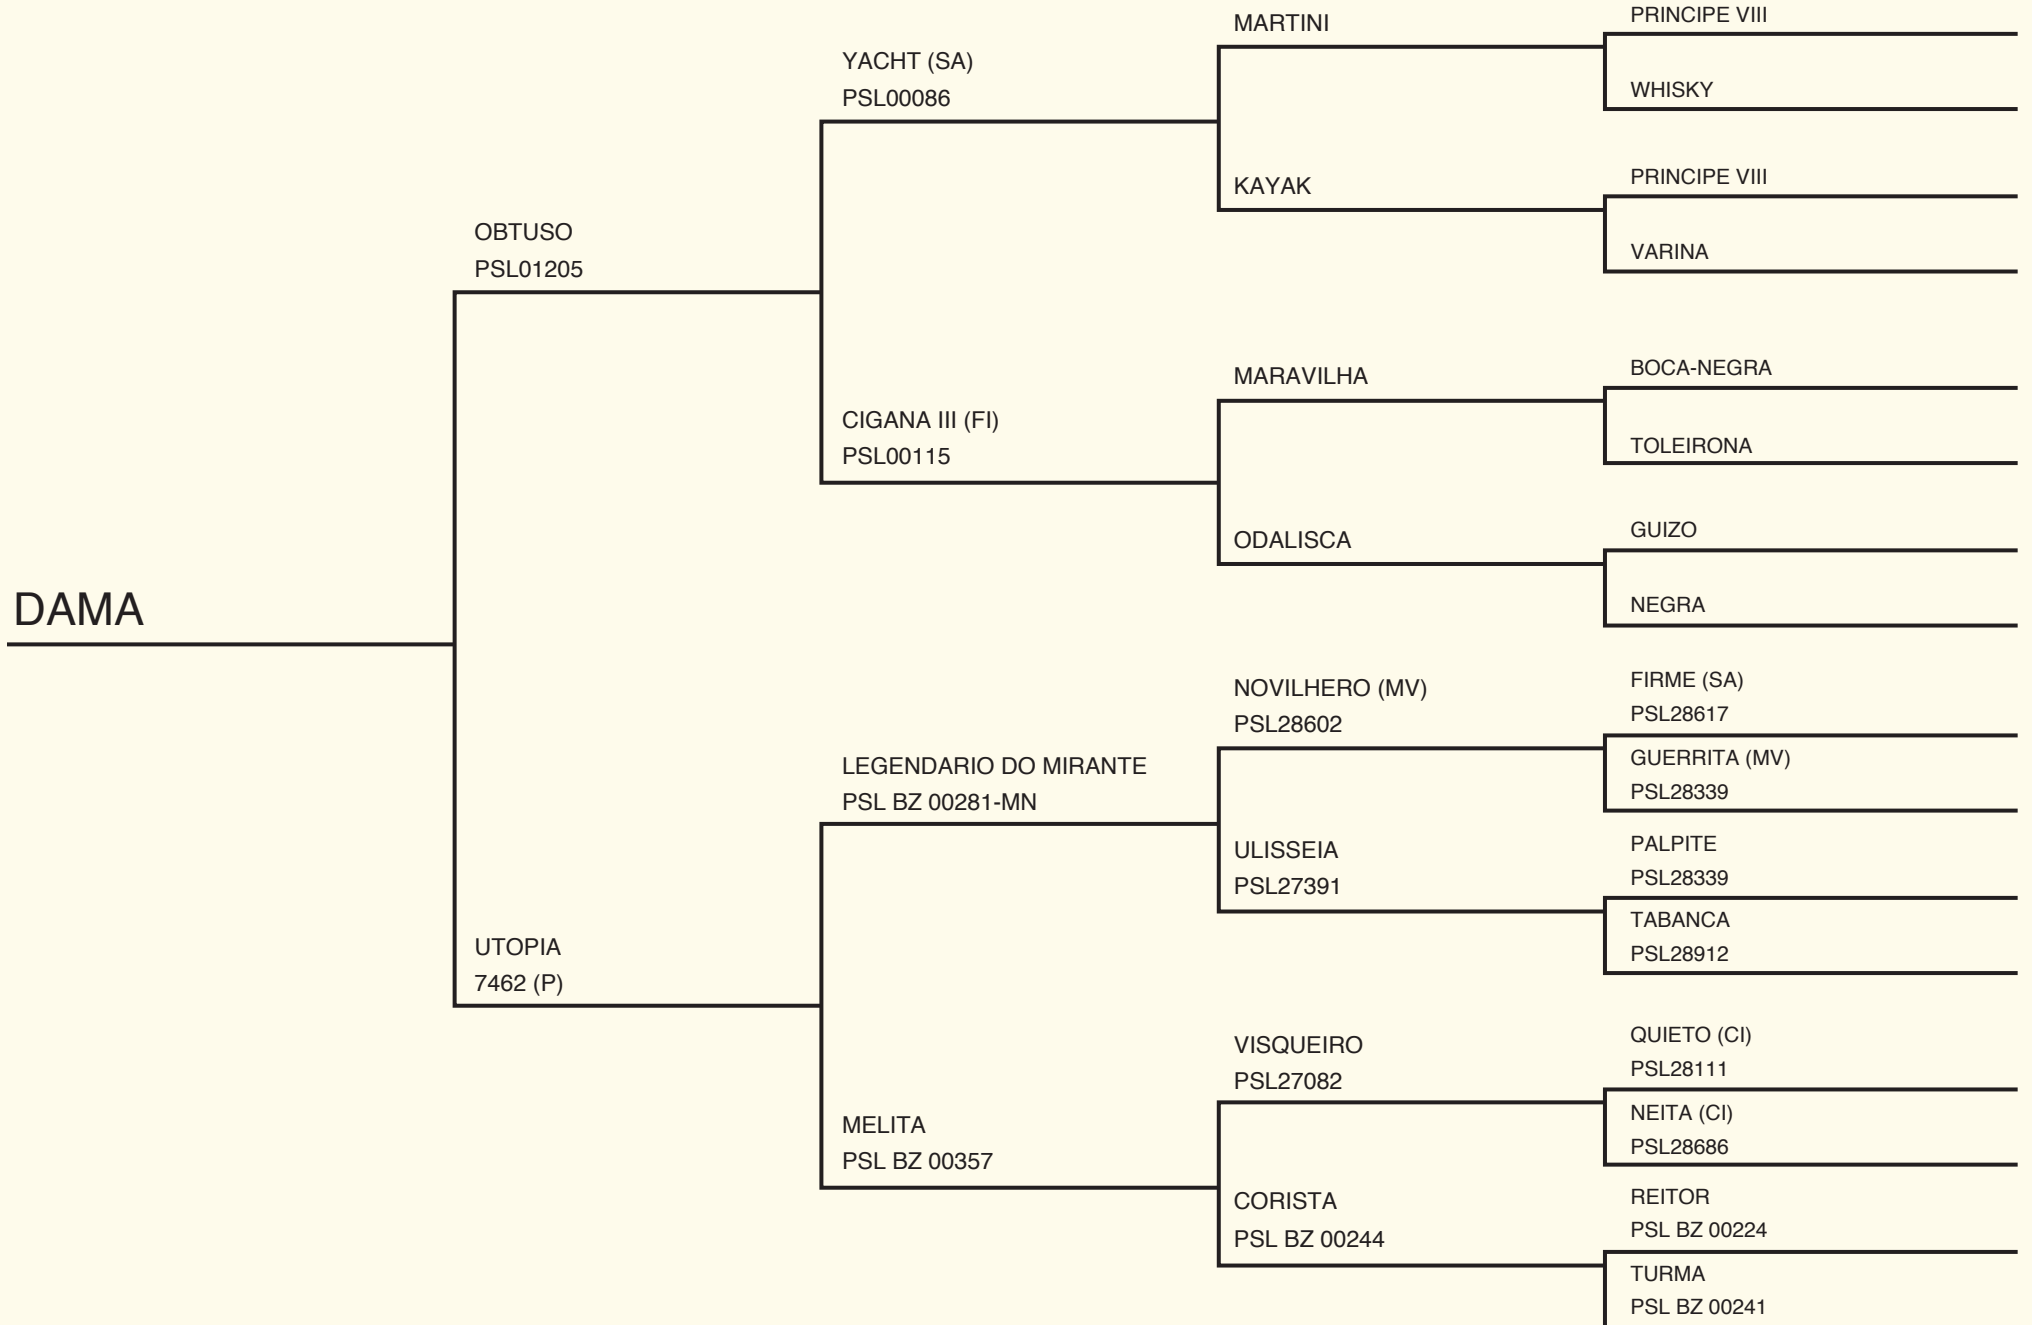 DAMA
OBTUSO
PSL01205
UTOPIA
7462 (P)
YACHT (SA)
PSL00086
CIGANA III (FI)
PSL00115
LEGENDARIO DO MIRANTE
PSL BZ 00281-MN
MELITA
PSL BZ 00357
MARTINI
KAYAK
MARAVILHA
ODALISCA
NOVILHERO (MV)
PSL28602
ULISSEIA
PSL27391
VISQUEIRO
PSL27082
CORISTA
PSL BZ 00244
PRINCIPE VIII
WHISKY
PRINCIPE VIII
VARINA
BOCA-NEGRA
TOLEIRONA
GUIZO
NEGRA
FIRME (SA)
PSL28617
GUERRITA (MV)
PSL28339
PALPITE
PSL28339
TABANCA
PSL28912
QUIETO (CI)
PSL28111
NEITA (CI)
PSL28686
REITOR
PSL BZ 00224
TURMA
PSL BZ 00241